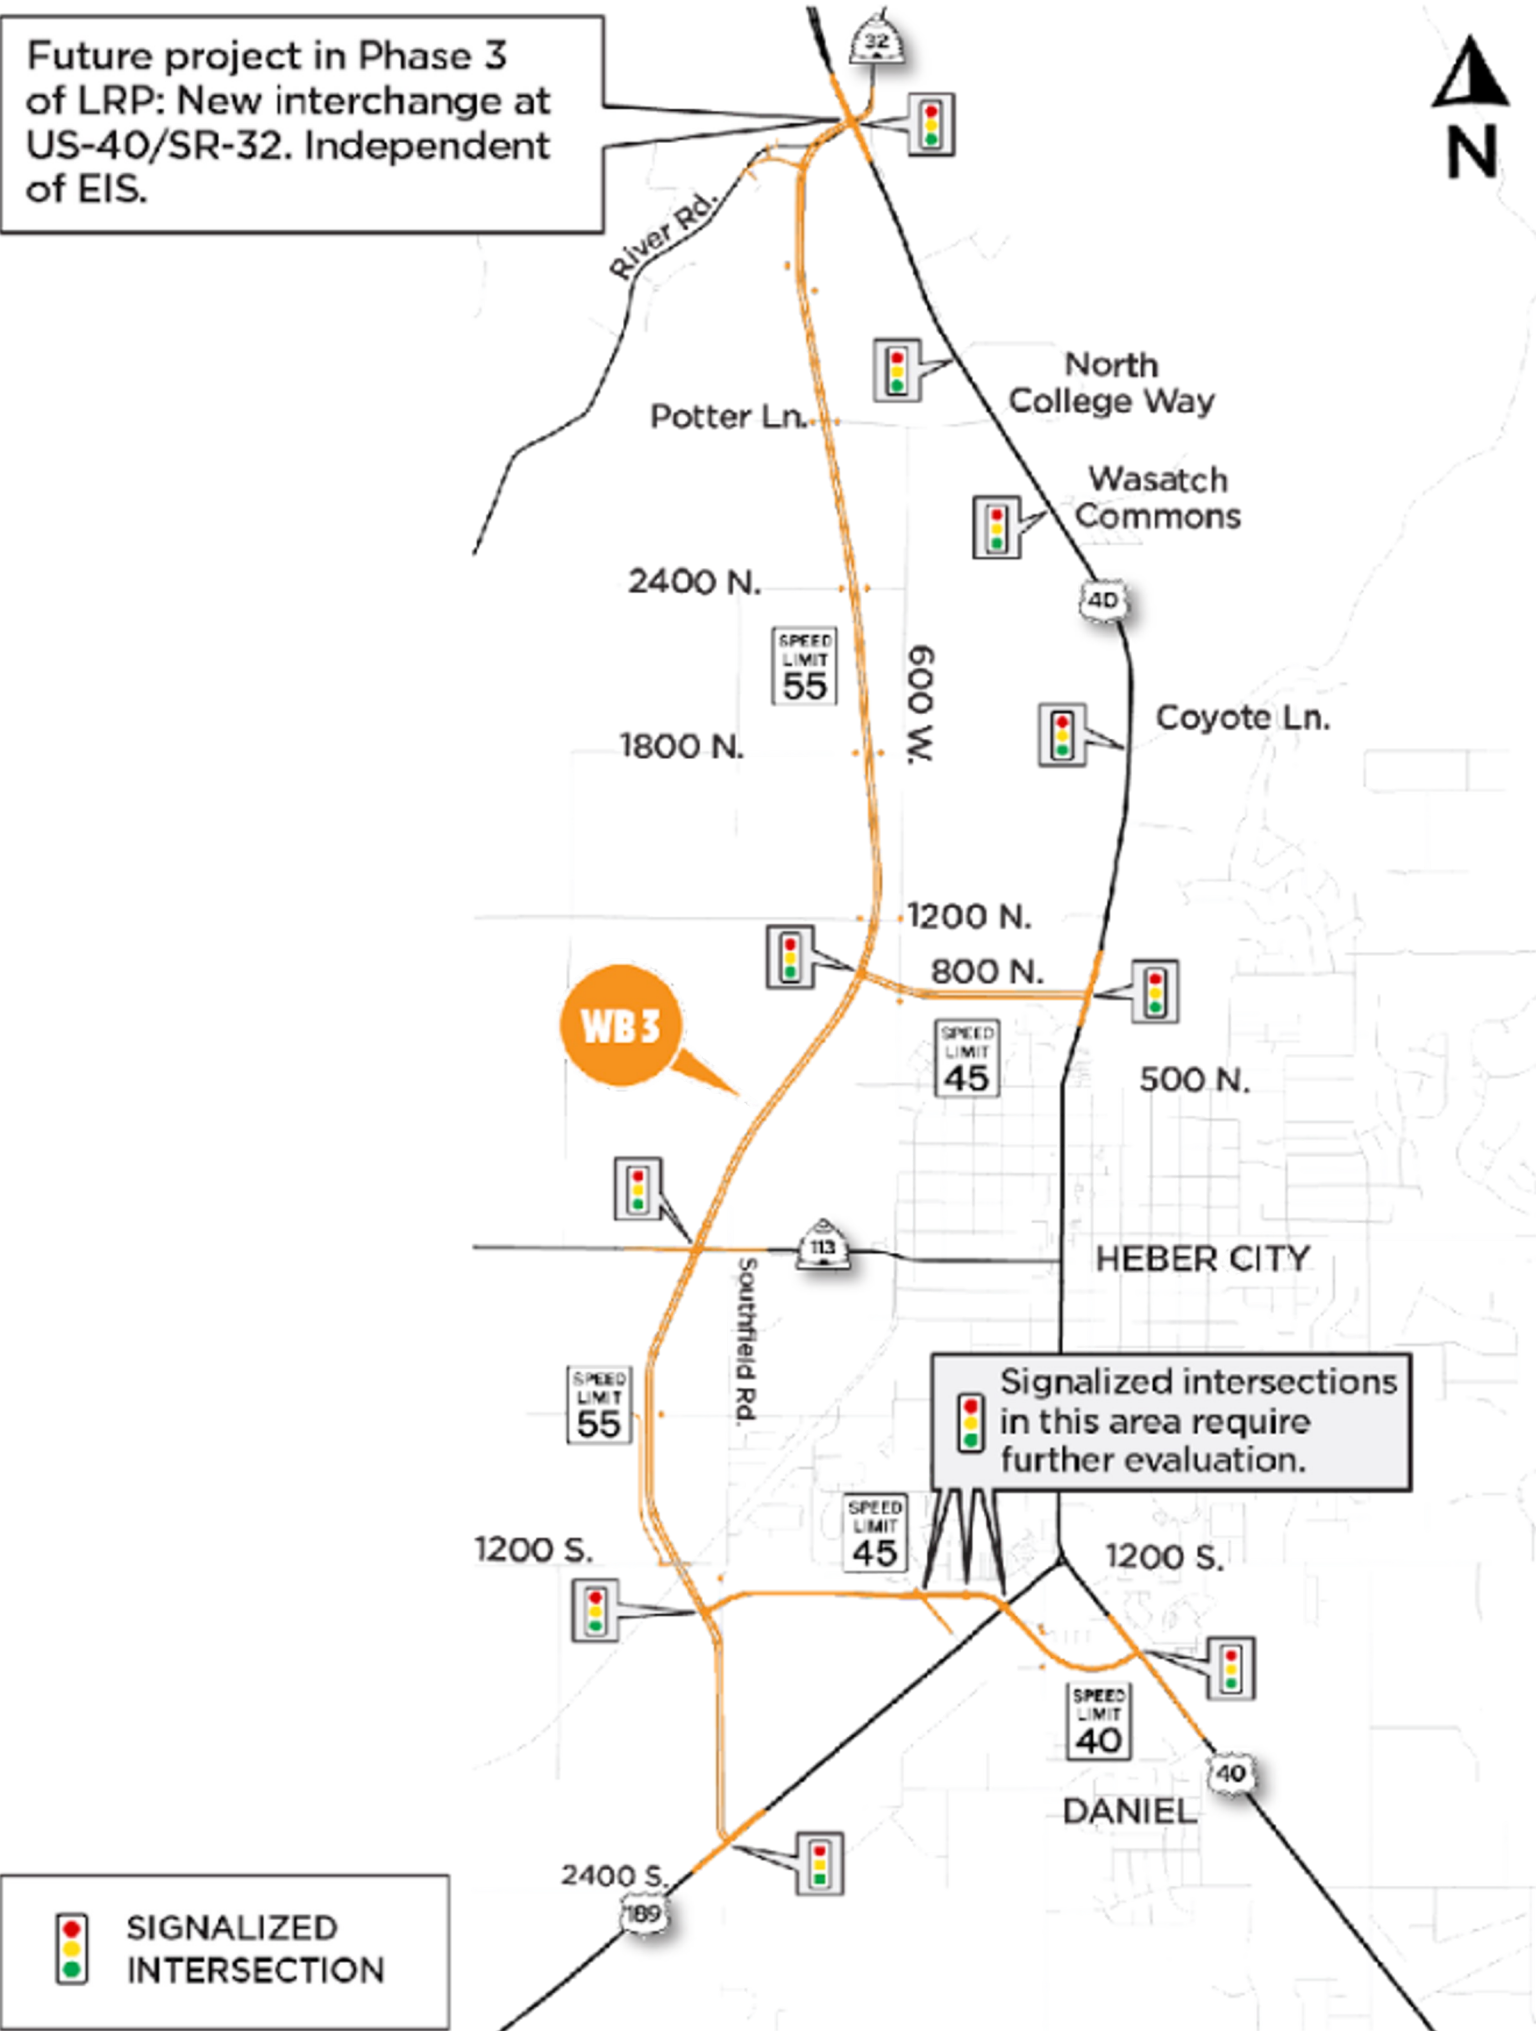 Future project in Phase 3
of LRP: New interchange at
US-40/SR-32. Independent
of EIS.
32
N
River Rd.
North
College Way
Potter Ln.
Wasatch
Commons
2400 N.
40
SPEED
LIMIT
55
600 W.
Coyote Ln.
1800 N.
1200 N.
800 N.
WB3
SPEED
LIMIT
45
500 N.
113
HEBER CITY
Southfield Rd.
SPEED
LIMIT
55
Signalized intersections
in this area require
further evaluation.
SPEED
LIMIT
45
1200 S.
1200 S.
SPEED
LIMIT
40
40
DANIEL
2400 S.
189
SIGNALIZED
INTERSECTION